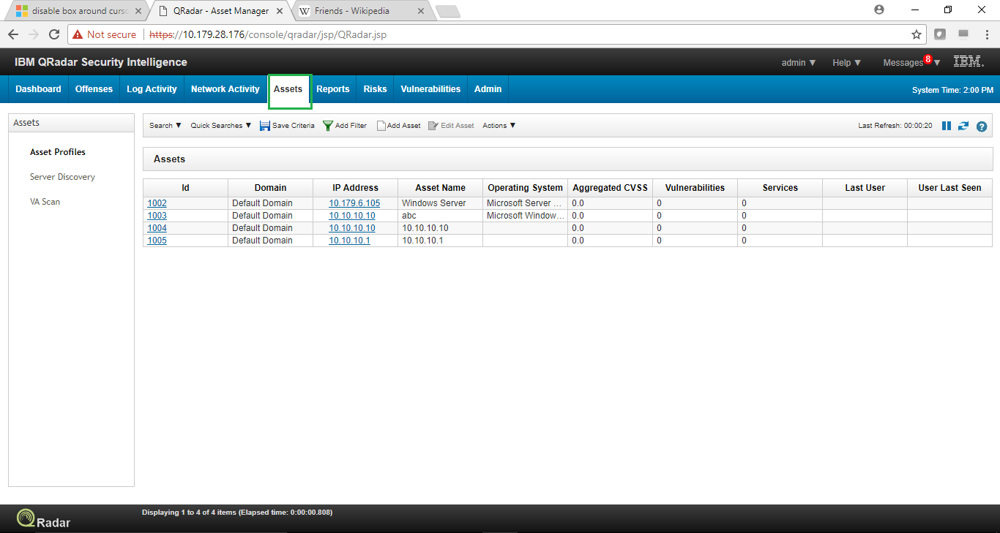 disable box around curso
QRadar - Asset Manager
Friends - Wikipedia
Not secure https://10.179.28.176/console/qradar/jsp/QRadar.jsp
IBM QRadar Security Intelligence
admin ▼ Help ▼ Messages 8 ▼ IBM.
Dashboard Offenses Log Activity Network Activity Assets Reports Risks Vulnerabilities Admin System Time: 2:00 PM
Assets
Asset Profiles
Server Discovery
VA Scan
Search ▼ Quick Searches ▼ Save Criteria Add Filter Add Asset Edit Asset Actions ▼ Last Refresh: 00:00:20
Assets
Id Domain IP Address Asset Name Operating System Aggregated CVSS Vulnerabilities Services Last User User Last Seen
1002 Default Domain 10.179.6.105 Windows Server Microsoft Server ... 0.0 0 0
1003 Default Domain 10.10.10.10 abc Microsoft Window... 0.0 0 0
1004 Default Domain 10.10.10.10 10.10.10.10 0.0 0 0
1005 Default Domain 10.10.10.1 10.10.10.1 0.0 0 0
QRadar
Displaying 1 to 4 of 4 items (Elapsed time: 0:00:00.808)